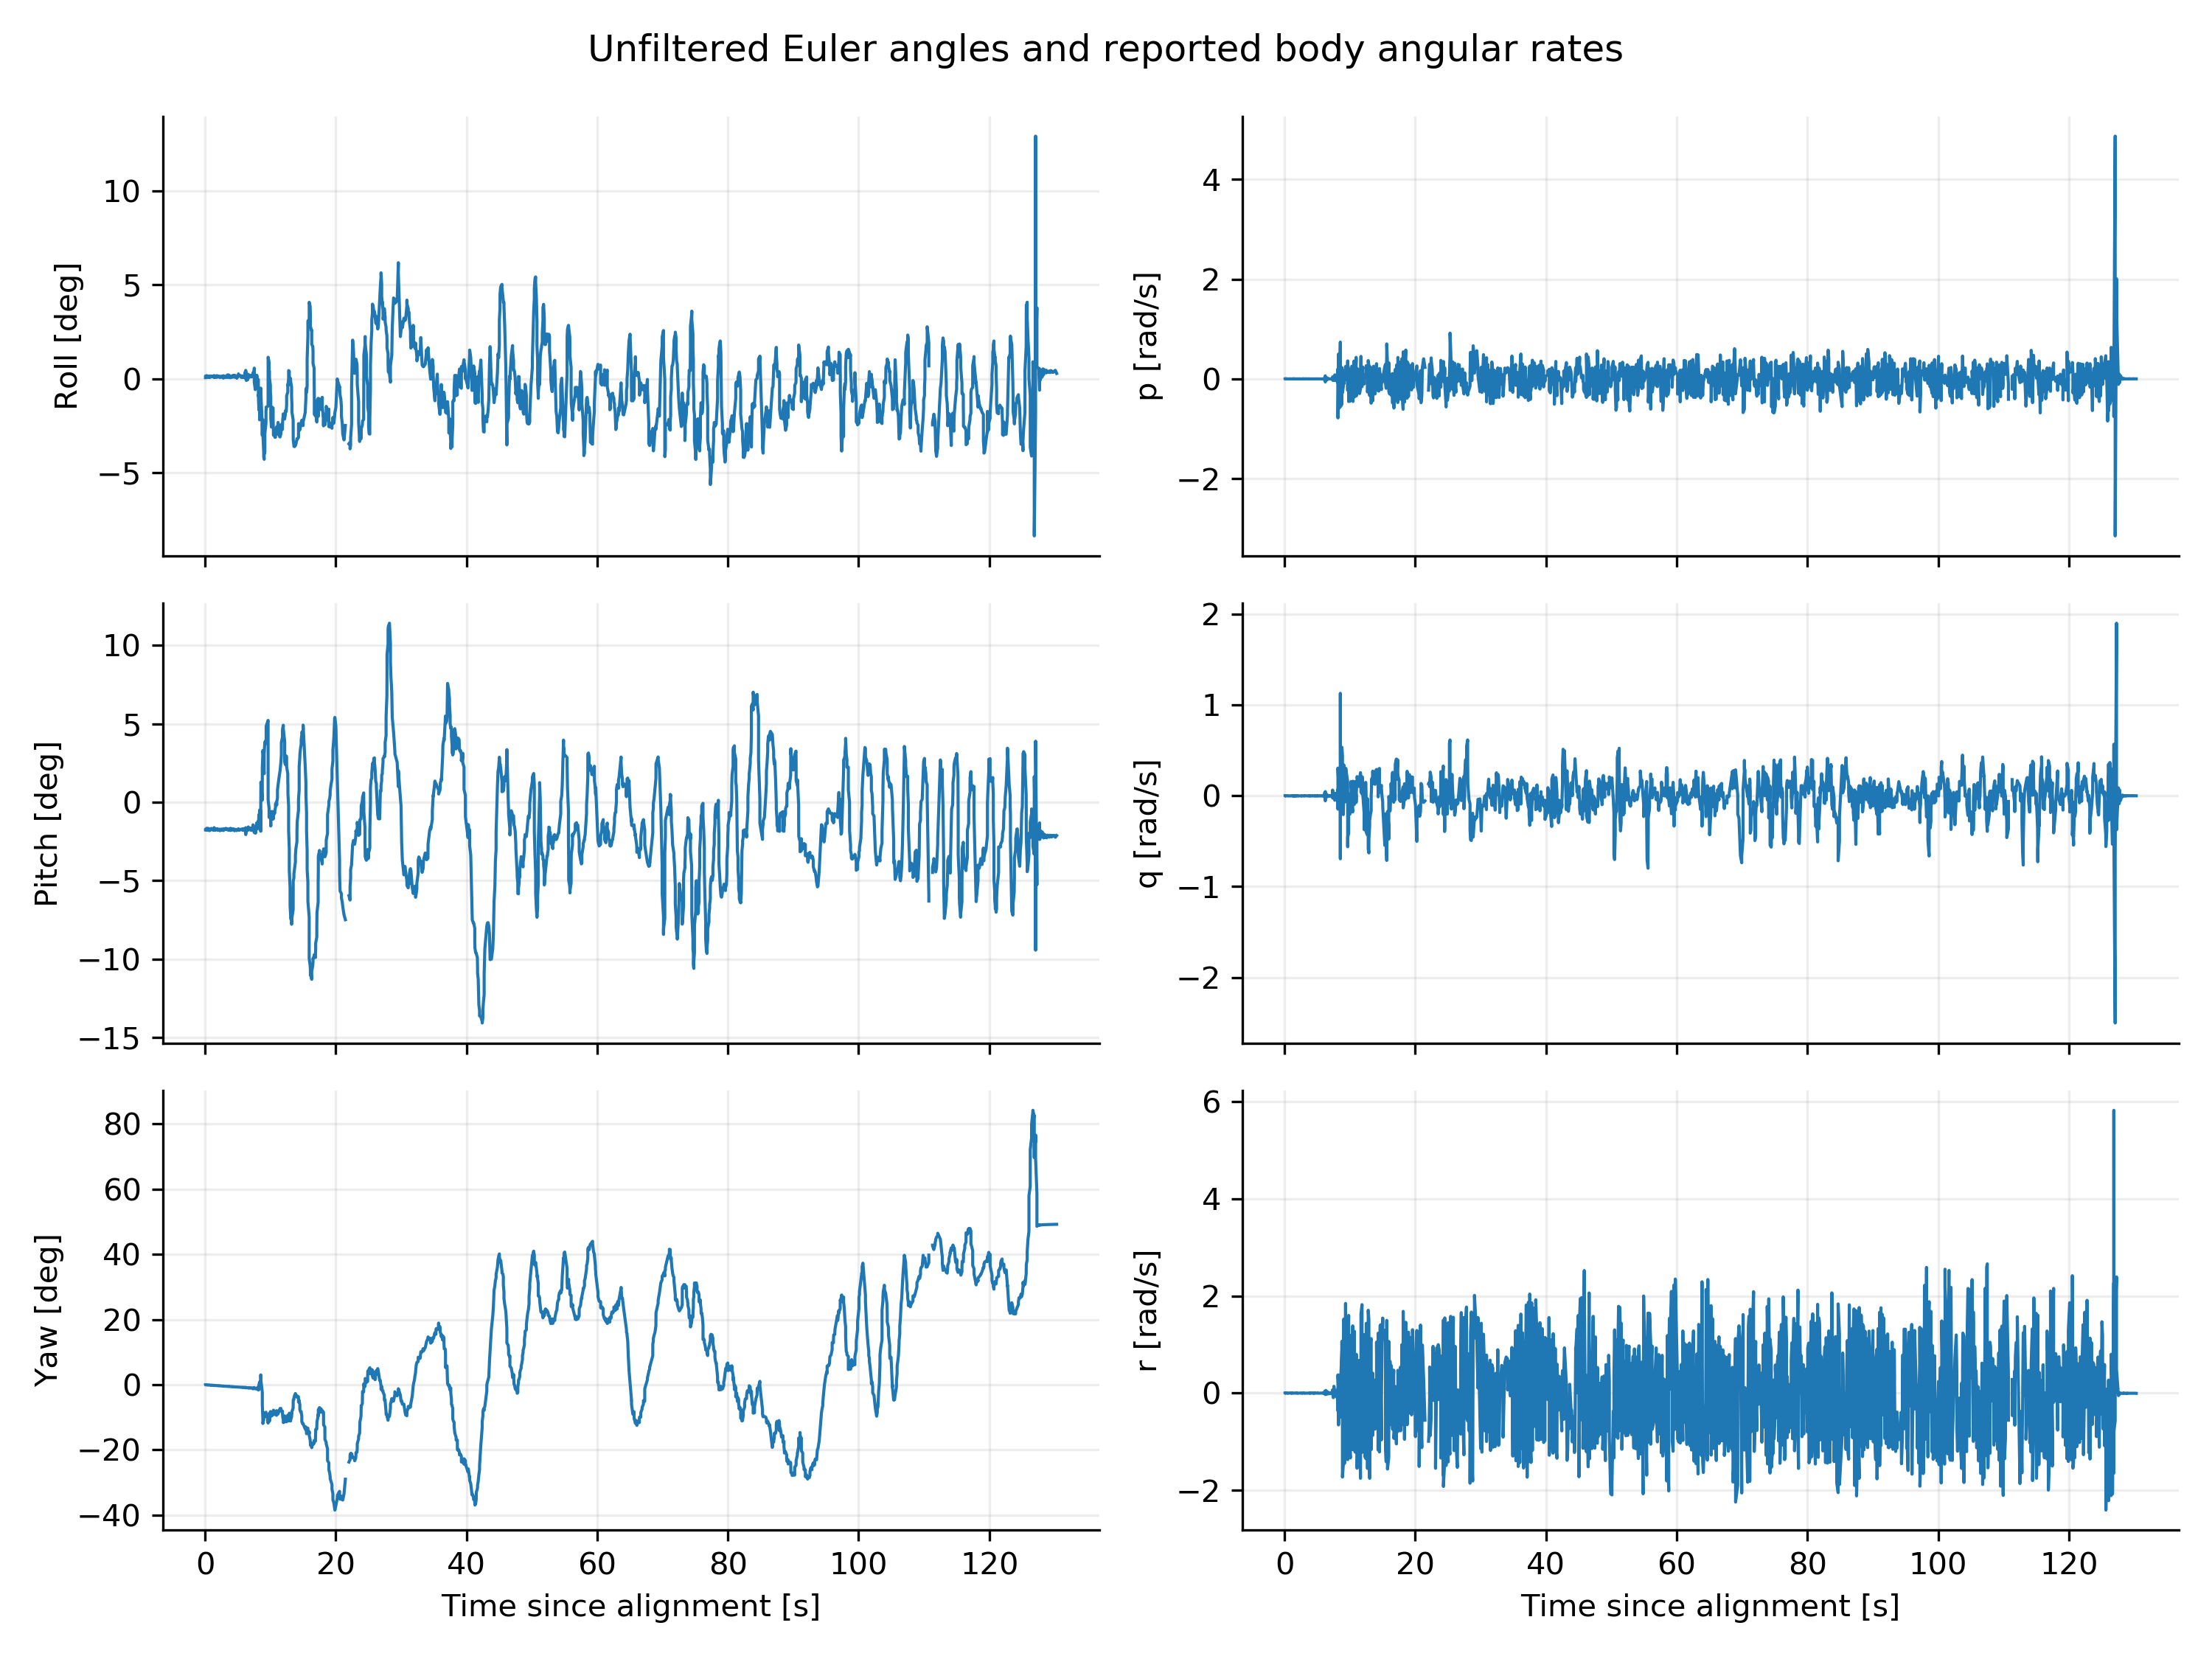 Unfiltered Euler angles and reported body angular rates
Roll [deg]
10
5
0
−5
p [rad/s]
4
2
0
−2
Pitch [deg]
10
5
0
−5
−10
−15
q [rad/s]
2
1
0
−1
−2
Yaw [deg]
80
60
40
20
0
−20
−40
0 20 40 60 80 100 120
Time since alignment [s]
r [rad/s]
6
4
2
0
−2
0 20 40 60 80 100 120
Time since alignment [s]